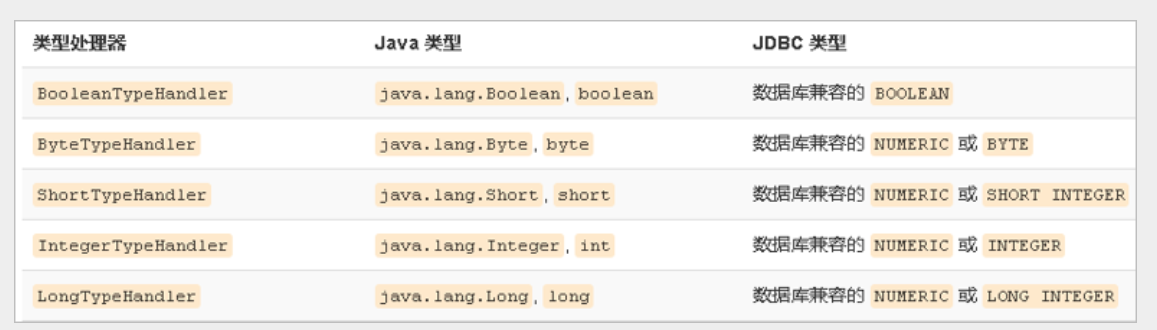 类型处理器 Java 类型 JDBC 类型
BooleanTypeHandler java.lang.Boolean, boolean 数据库兼容的 BOOLEAN
ByteTypeHandler java.lang.Byte, byte 数据库兼容的 NUMERIC 或 BYTE
ShortTypeHandler java.lang.Short, short 数据库兼容的 NUMERIC 或 SHORT INTEGER
IntegerTypeHandler java.lang.Integer, int 数据库兼容的 NUMERIC 或 INTEGER
LongTypeHandler java.lang.Long, long 数据库兼容的 NUMERIC 或 LONG INTEGER